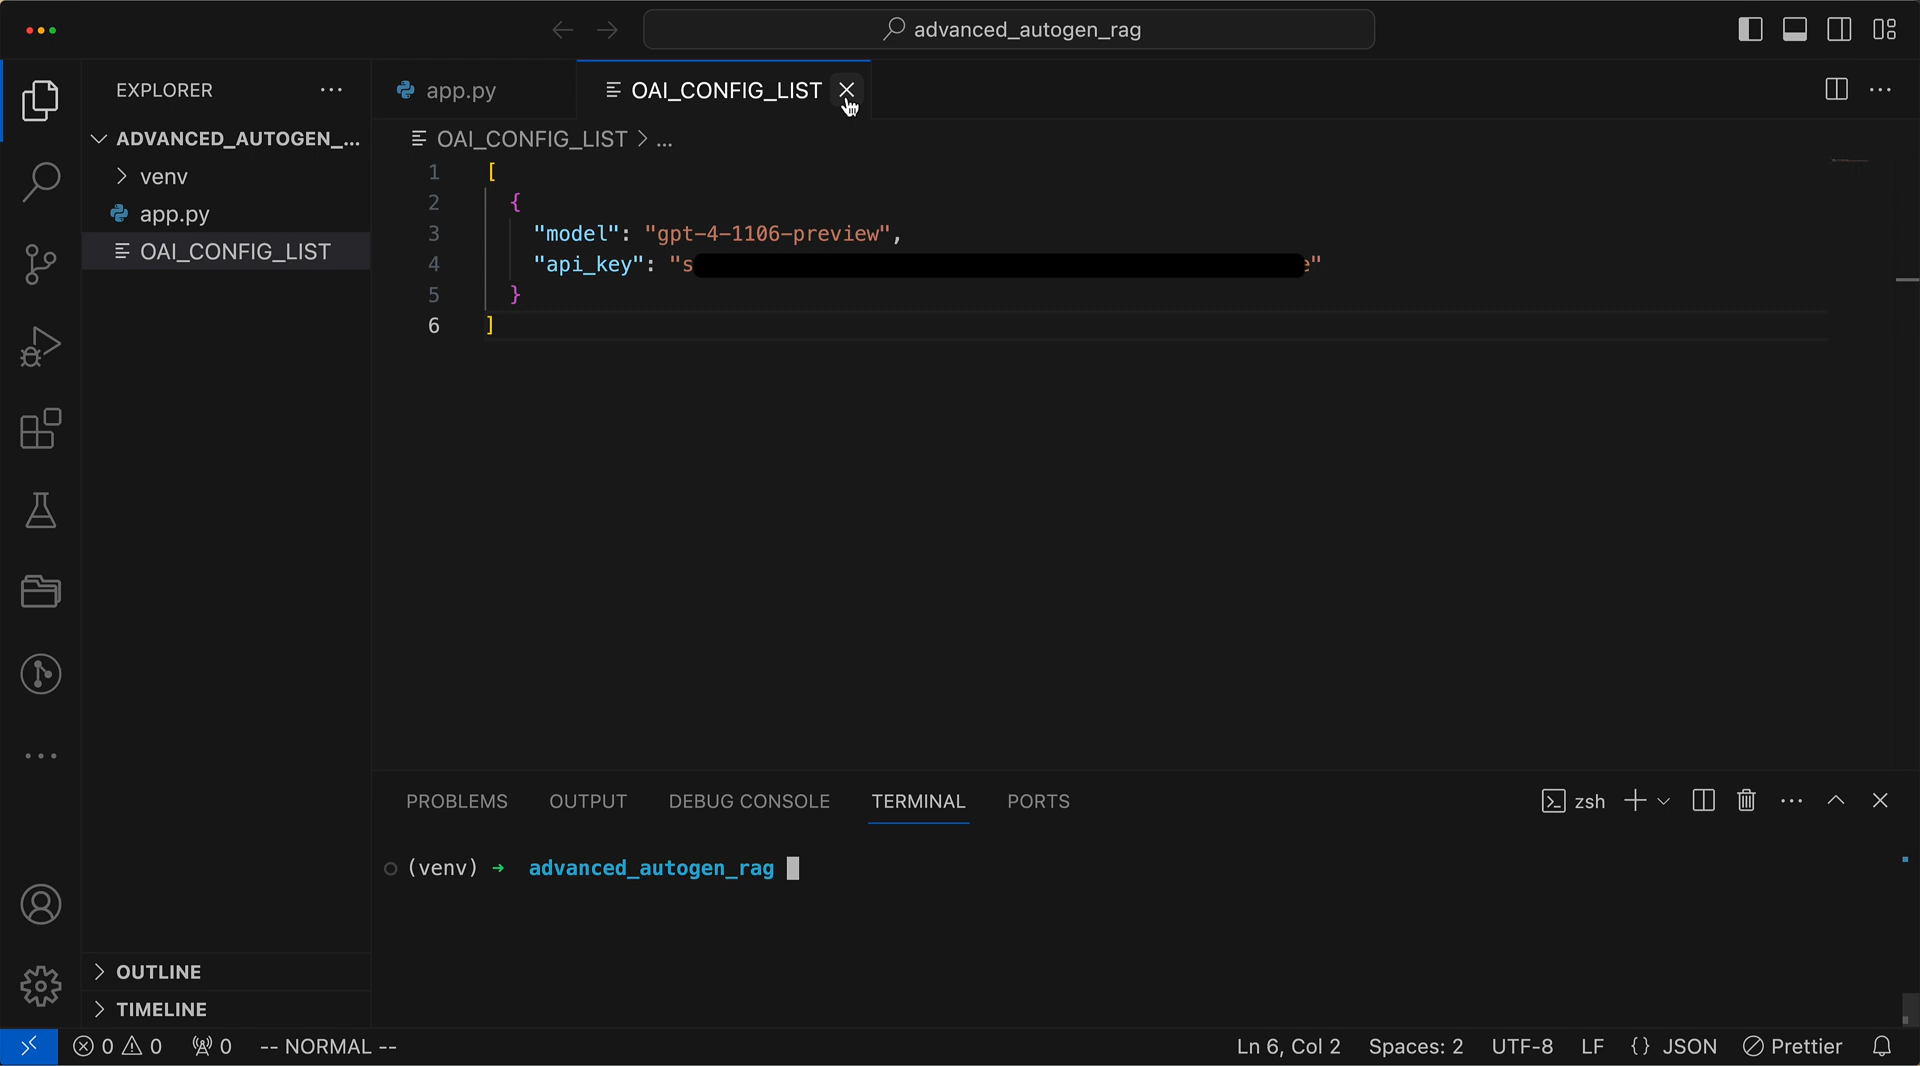 advanced_autogen_rag
EXPLORER
ADVANCED_AUTOGEN_...
venv
app.py
OAI_CONFIG_LIST
OUTLINE
TIMELINE
app.py
OAI_CONFIG_LIST
OAI_CONFIG_LIST > ...
1 [
2 {
3 "model": "gpt-4-1106-preview",
4 "api_key": "s e"
5 }
6 ]
PROBLEMS OUTPUT DEBUG CONSOLE TERMINAL PORTS
zsh
(venv) → advanced_autogen_rag
0 0 0 -- NORMAL -- Ln 6, Col 2 Spaces: 2 UTF-8 LF {} JSON Prettier